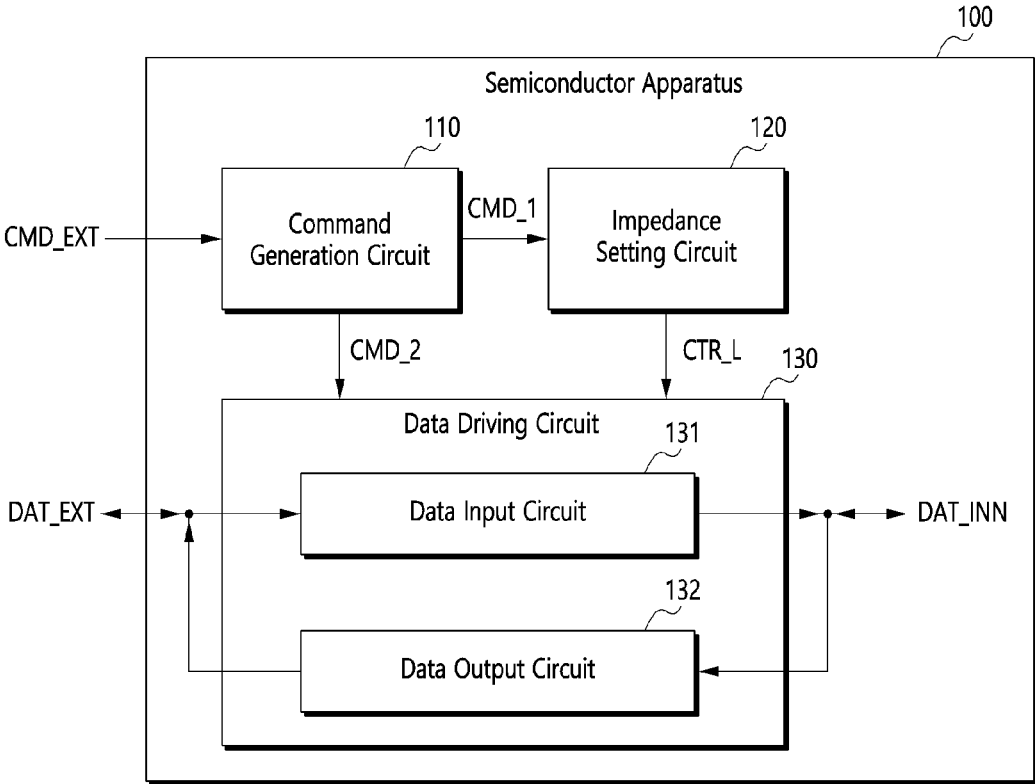 100
Semiconductor Apparatus
110
120
CMD_EXT
Command
Generation Circuit
CMD_1
Impedance
Setting Circuit
CMD_2
CTR_L
130
Data Driving Circuit
131
DAT_EXT
Data Input Circuit
DAT_INN
132
Data Output Circuit